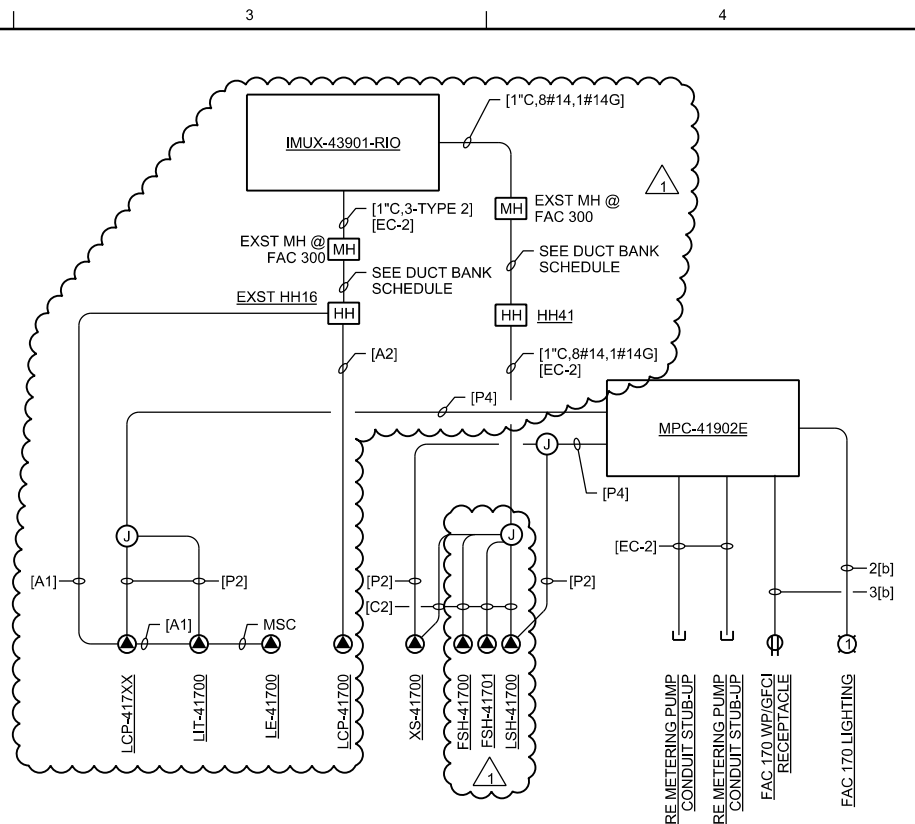 3
4
[1"C,8#14,1#14G]
IMUX-43901-RIO
1
[1"C,3-TYPE 2]
[EC-2]
MH
EXST MH @
FAC 300
EXST MH @
FAC 300
MH
SEE DUCT BANK
SCHEDULE
SEE DUCT BANK
SCHEDULE
EXST HH16
HH
HH
HH41
[A2]
[1"C,8#14,1#14G]
[EC-2]
[P4]
MPC-41902E
J
[P4]
J
J
[EC-2]
2[b]
[A1]
[P2]
[P2]
[P2]
3[b]
[C2]
[A1]
MSC
1
LCP-417XX
LIT-41700
LE-41700
LCP-41700
XS-41700
FSH-41700
FSH-41701
LSH-41700
RE METERING PUMP
CONDUIT STUB-UP
RE METERING PUMP
CONDUIT STUB-UP
FAC 170 WP/GFCI
RECEPTACLE
FAC 170 LIGHTING
1